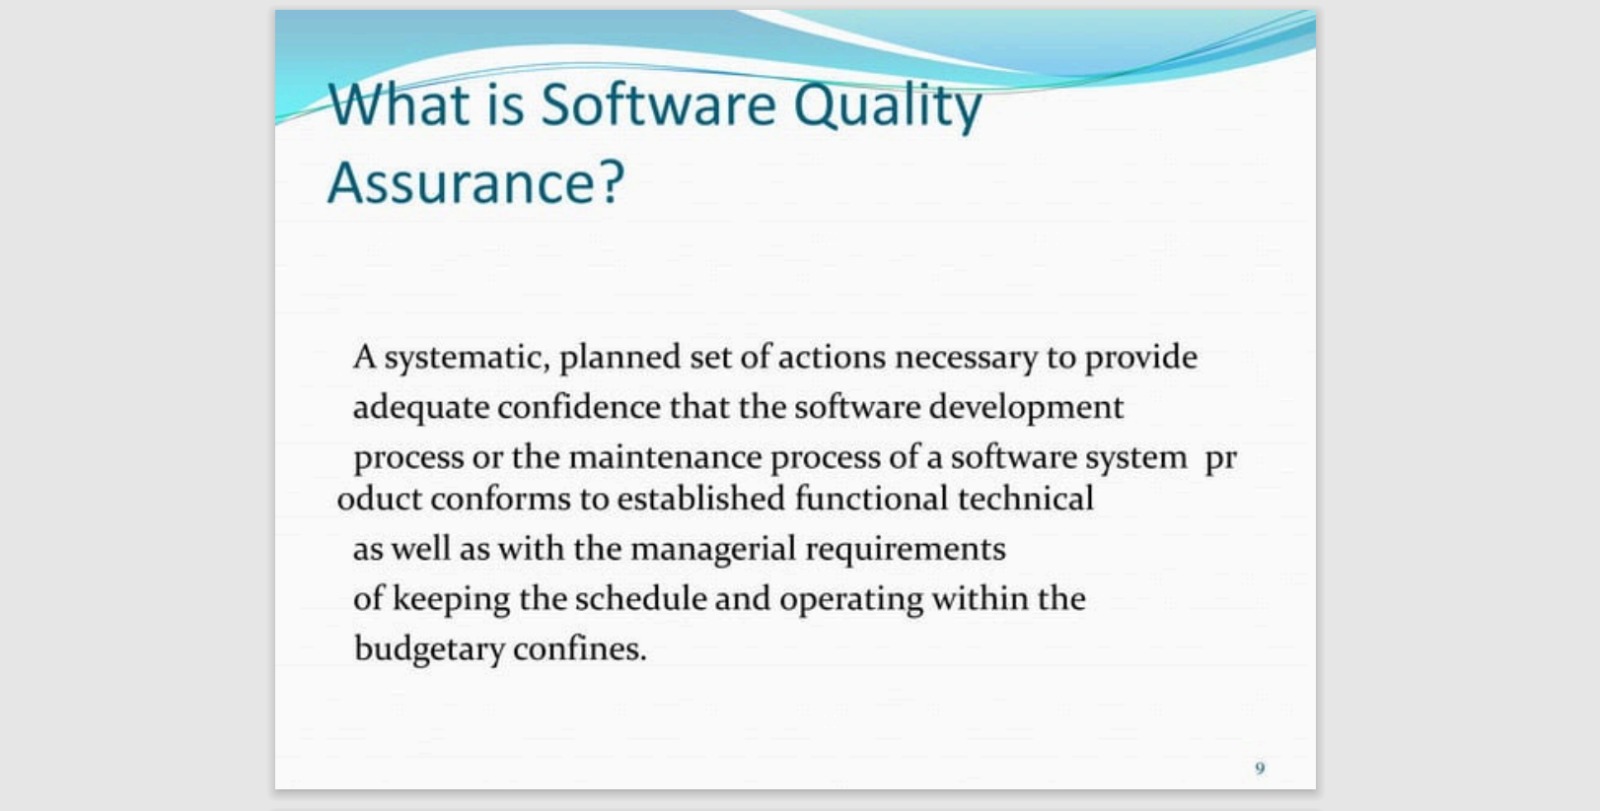 What is Software Quality
Assurance?
A systematic, planned set of actions necessary to provide
adequate confidence that the software development
process or the maintenance process of a software system  pr
oduct conforms to established functional technical
as well as with the managerial requirements
of keeping the schedule and operating within the
budgetary confines.
9